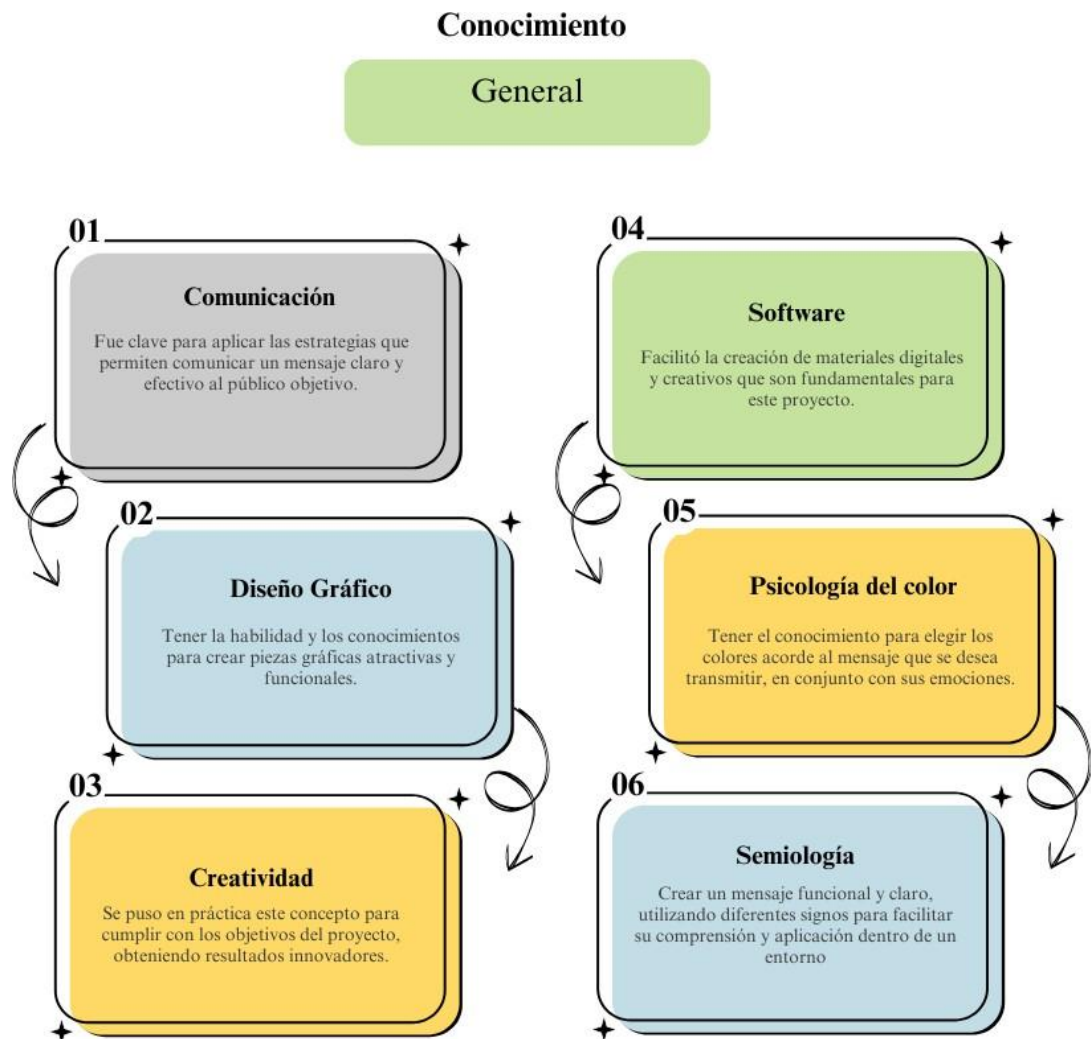 Conocimiento
General
01
Comunicación
Fue clave para aplicar las estrategias que
permiten comunicar un mensaje claro y
efectivo al público objetivo.
02
Diseño Gráfico
Tener la habilidad y los conocimientos
para crear piezas gráficas atractivas y
funcionales.
03
Creatividad
Se puso en práctica este concepto para
cumplir con los objetivos del proyecto,
obteniendo resultados innovadores.
04
Software
Facilitó la creación de materiales digitales
y creativos que son fundamentales para
este proyecto.
05
Psicología del color
Tener el conocimiento para elegir los
colores acorde al mensaje que se desea
transmitir, en conjunto con sus emociones.
06
Semiología
Crear un mensaje funcional y claro,
utilizando diferentes signos para facilitar
su comprensión y aplicación dentro de un
entorno